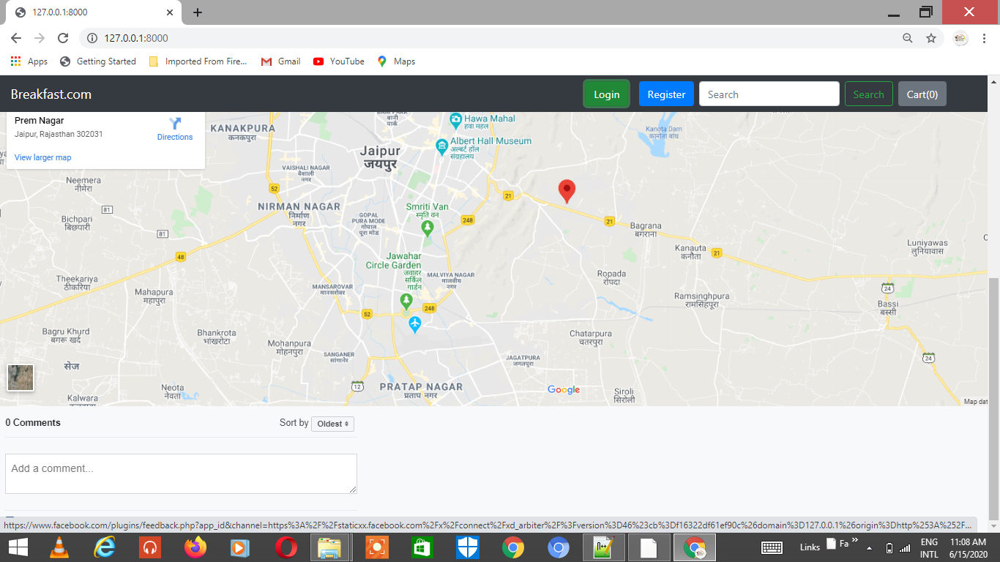 127.0.0.1:8000
127.0.0.1:8000
Apps Getting Started Imported From Fire... Gmail YouTube Maps
Breakfast.com Login Register Search Search Cart(0)
Prem Nagar
Jaipur, Rajasthan 302031
Directions
View larger map
KANAKPURA
कनकपुरा
बानी
पार्क
Hawa Mahal
हवा महल
Albert Hall Museum
अल्बर्ट हॉल
संग्रहालय
Kanota Dam
कानोता बांध
Jaipur
जयपुर
VAISHALI NAGAR
वैशाली
नगर
Neemera
नीमेरा
52
21
NIRMAN NAGAR
निर्माण
नगर
Smriti Van
स्मृति वन
81
Bichpari
बिछपारी
GOPAL
PURA MODE
गोपाल
पूरा मोड
248
21
Bagrana
बगराना
81
Luniyawas
लुनियावास
Kanauta
कनौता
21
48
Jawahar
Circle Garden
जवाहर
सर्किल
गार्डन
MALVIYA NAGAR
मालवीय
नगर
Ropada
रोपदा
Theekariya
ठीकरिया
MANSAROVAR
मानसरोवर
Mahapura
महापुरा
Ramsinghpura
रामसिंहपूरा
24
Bassi
बस्सी
52
248
Bagru Khurd
बगरू खर्द
Bhankrota
भांखरोटा
Mohanpura
मोहनपुरा
Chatarpura
चतरपुरा
SANGANER
सांगानेर
JAGATPURA
जगतपुरा
24
सेज
12
PRATAP NAGAR
प्रताप नगर
Google
Neota
नेवता
Siroli
सिरोली
Kalwara
Map dat
0 Comments Sort by Oldest
Add a comment...
https://www.facebook.com/plugins/feedback.php?app_id&channel=https%3A%2F%2Fstaticxx.facebook.com%2Fx%2Fconnect%2Fxd_arbiter%2F%3Fversion%3D46%23cb%3Df16322df61ef90c%26domain%3D127.0.0.1%26origin%3Dhttp%253A%252F...
Links Fa » ENG 11:08 AM
INTL 6/15/2020